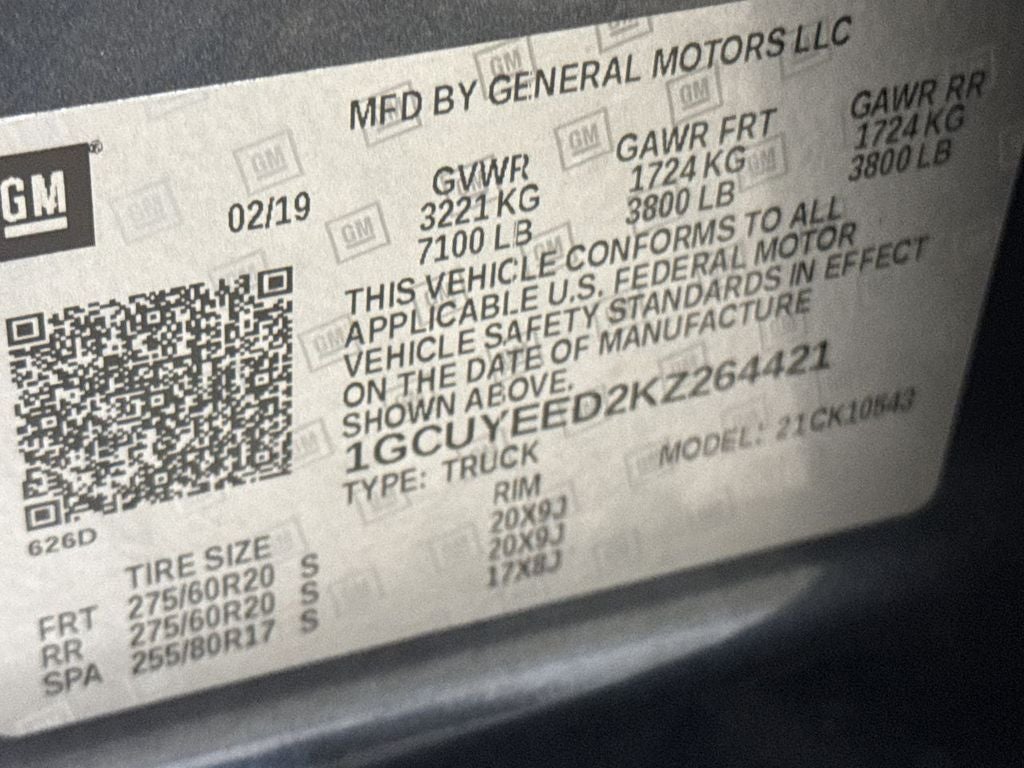 MFD BY GENERAL MOTORS LLC
GM
02/19
GVWR
3221 KG
7100 LB
GAWR FRT
1724 KG
3800 LB
GAWR RR
1724 KG
3800 LB
THIS VEHICLE CONFORMS TO ALL
APPLICABLE U.S. FEDERAL MOTOR
VEHICLE SAFETY STANDARDS IN EFFECT
ON THE DATE OF MANUFACTURE
SHOWN ABOVE.
1GCUYEED2KZ264421
TYPE: TRUCK
MODEL: 21CK10543
626D
TIRE SIZE
RIM
FRT 275/60R20 S 20X9J
RR 275/60R20 S 20X9J
SPA 255/80R17 S 17X8J